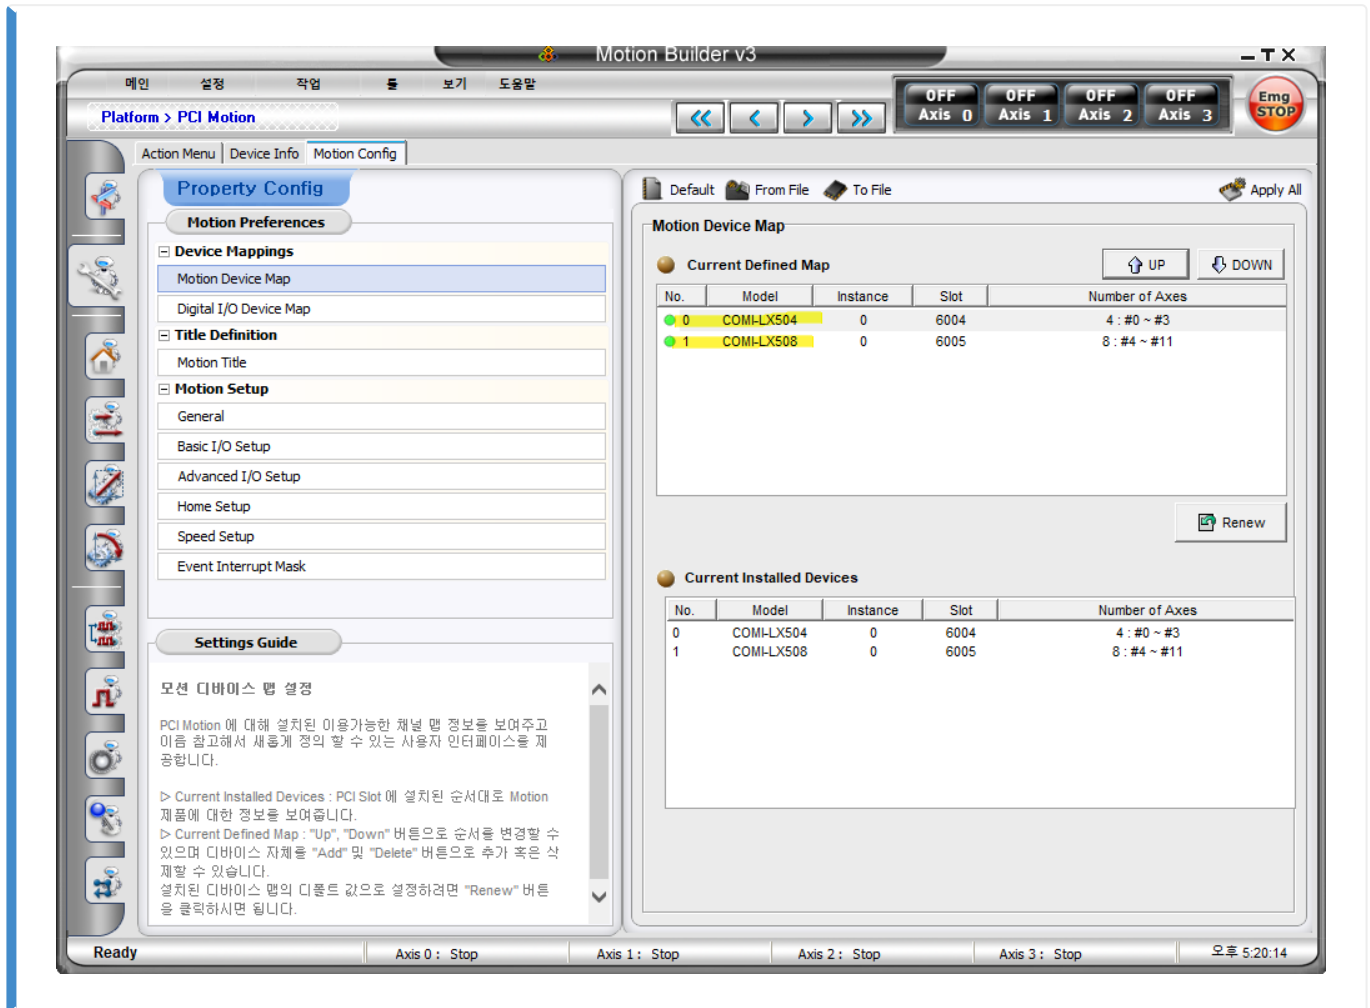 Motion Builder v3
메인 설정 작업 툴 보기 도움말
OFF Axis 0 OFF Axis 1 OFF Axis 2 OFF Axis 3 Emg STOP
Platform > PCI Motion
Action Menu Device Info Motion Config
Property Config
Motion Preferences
Device Mappings
Motion Device Map
Digital I/O Device Map
Title Definition
Motion Title
Motion Setup
General
Basic I/O Setup
Advanced I/O Setup
Home Setup
Speed Setup
Event Interrupt Mask
Settings Guide
모션 디바이스 맵 설정
PCI Motion 에 대해 설치된 이용가능한 채널 맵 정보를 보여주고
이를 참고해서 새롭게 정의 할 수 있는 사용자 인터페이스를 제
공합니다.
▷ Current Installed Devices : PCI Slot 에 설치된 순서대로 Motion
제품에 대한 정보를 보여줍니다.
▷ Current Defined Map : "Up", "Down" 버튼으로 순서를 변경할 수
있으며 디바이스 자체를 "Add" 및 "Delete" 버튼으로 추가 혹은 삭
제할 수 있습니다.
설치된 디바이스 맵의 디폴트 값으로 설정하려면 "Renew" 버튼
을 클릭하시면 됩니다.
Default From File To File Apply All
Motion Device Map
Current Defined Map UP DOWN
No. Model Instance Slot Number of Axes
0 COMI-LX504 0 6004 4 : #0 ~ #3
1 COMI-LX508 0 6005 8 : #4 ~ #11
Renew
Current Installed Devices
No. Model Instance Slot Number of Axes
0 COMI-LX504 0 6004 4 : #0 ~ #3
1 COMI-LX508 0 6005 8 : #4 ~ #11
Ready Axis 0 : Stop Axis 1 : Stop Axis 2 : Stop Axis 3 : Stop 오후 5:20:14